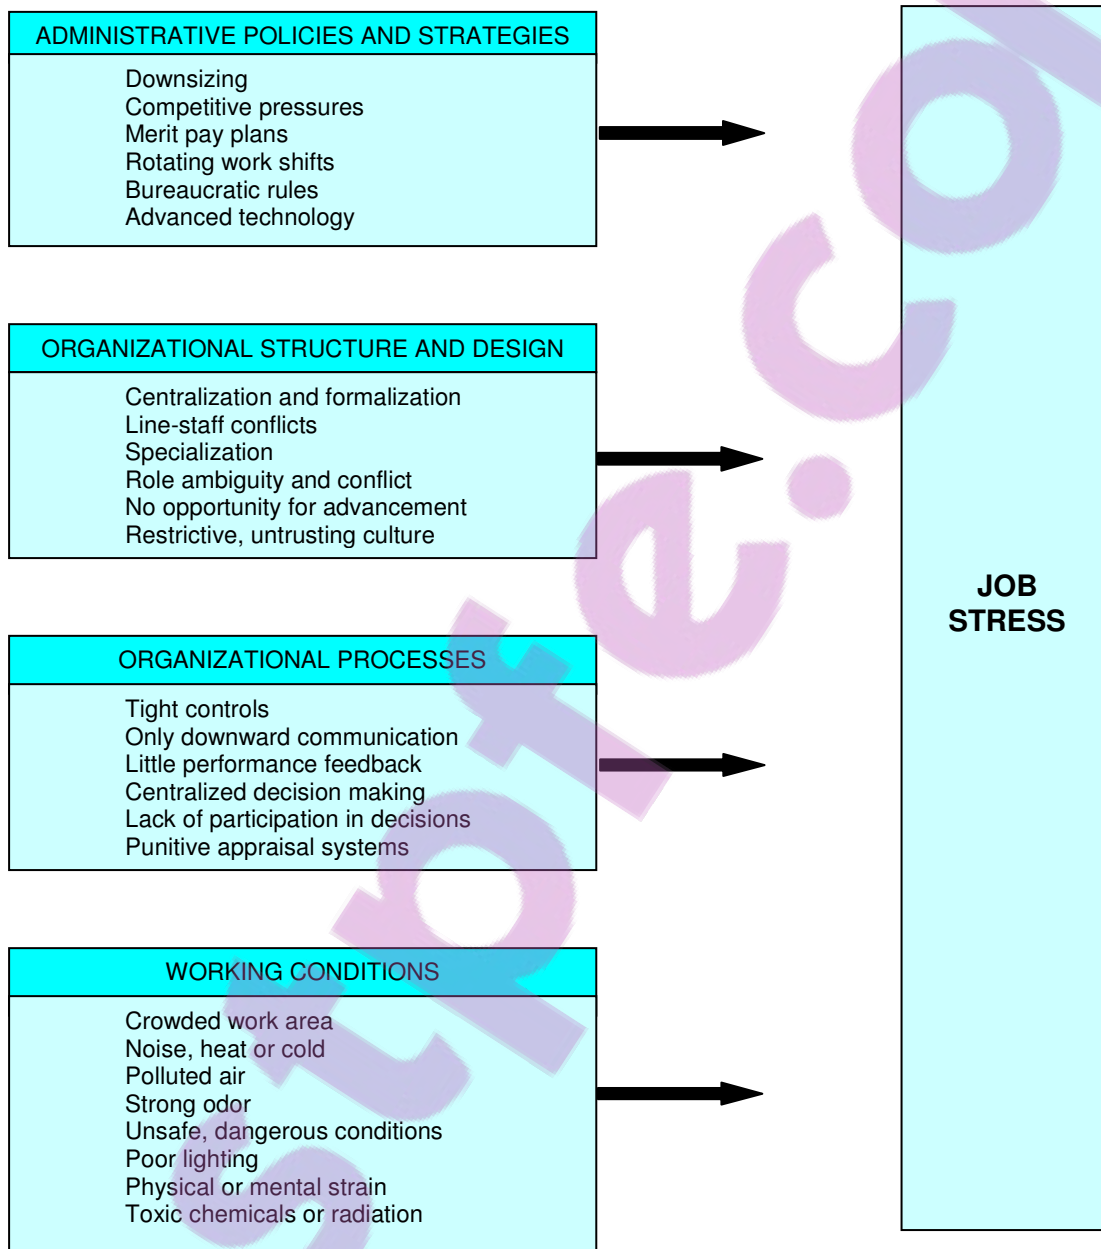 ADMINISTRATIVE POLICIES AND STRATEGIES
Downsizing
Competitive pressures
Merit pay plans
Rotating work shifts
Bureaucratic rules
Advanced technology
ORGANIZATIONAL STRUCTURE AND DESIGN
Centralization and formalization
Line-staff conflicts
Specialization
Role ambiguity and conflict
No opportunity for advancement
Restrictive, untrusting culture
ORGANIZATIONAL PROCESSES
Tight controls
Only downward communication
Little performance feedback
Centralized decision making
Lack of participation in decisions
Punitive appraisal systems
WORKING CONDITIONS
Crowded work area
Noise, heat or cold
Polluted air
Strong odor
Unsafe, dangerous conditions
Poor lighting
Physical or mental strain
Toxic chemicals or radiation
JOB
STRESS
stpfe.co